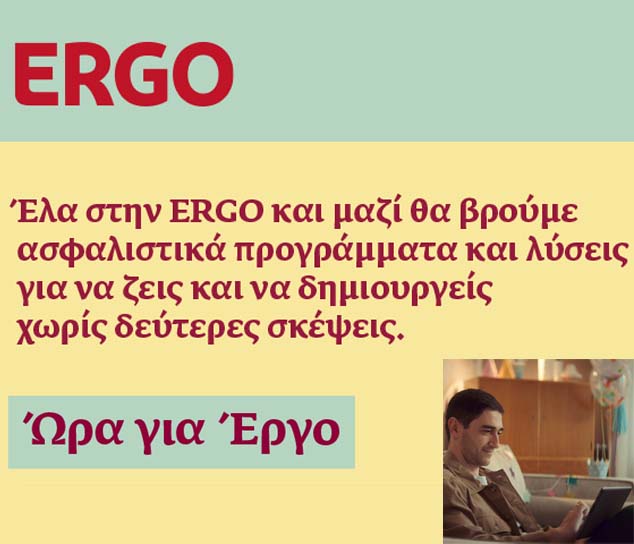 ERGO
Έλα στην ERGO και μαζί θα βρούμε
ασφαλιστικά προγράμματα και λύσεις
για να ζεις και να δημιουργείς
χωρίς δεύτερες σκέψεις.
Ώρα για Έργο